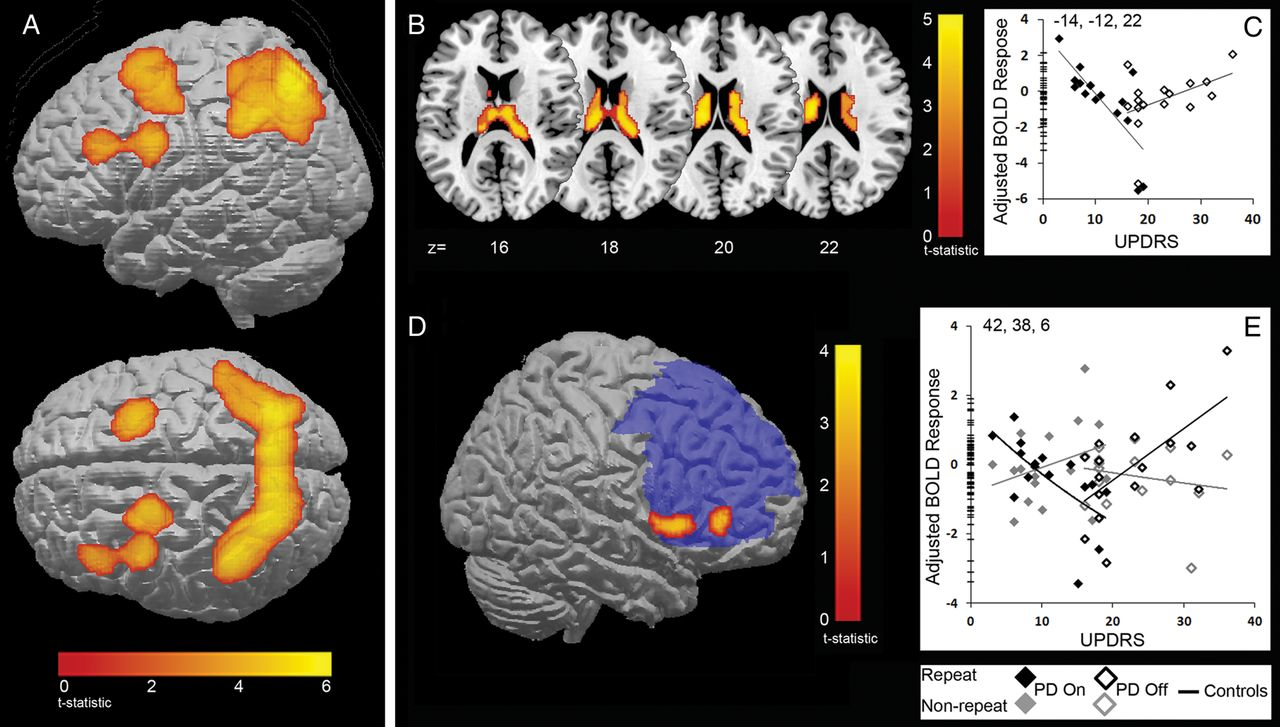 A
0 2 4 6
t-statistic
B
z= 16 18 20 22
5
4
3
2
1
0
t-statistic
C
-14, -12, 22
Adjusted BOLD Respose
4
2
0
-2
-4
-6
0 10 20 30 40
UPDRS
D
4
3
2
1
0
t-statistic
E
42, 38, 6
Adjusted BOLD Response
4
2
0
-2
-4
0 10 20 30 40
UPDRS
Repeat
PD On PD Off Controls
Non-repeat